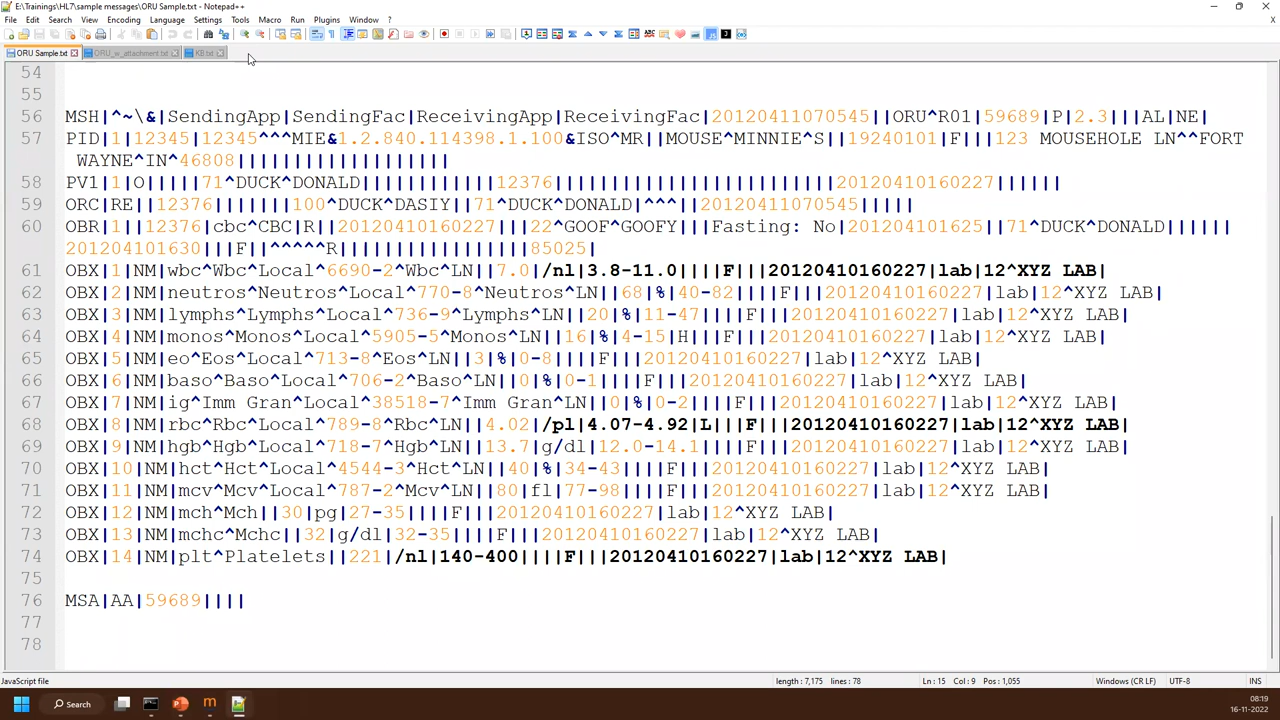 E:\Trainings\HL7\sample messages\ORU Sample.txt - Notepad++
File Edit Search View Encoding Language Settings Tools Macro Run Plugins Window ?
X
ORU Sample.txt ORU_w_attachment.txt KB.txt
54
55
56 MSH|^~\&|SendingApp|SendingFac|ReceivingApp|ReceivingFac|20120411070545||ORU^R01|59689|P|2.3|||AL|NE|
57 PID|1|12345|12345^^^MIE&1.2.840.114398.1.100&ISO^MR||MOUSE^MINNIE^S||19240101|F|||123 MOUSEHOLE LN^^FORT
WAYNE^IN^46808|||||||||||||||||||
58 PV1|1|O|||||71^DUCK^DONALD||||||||||||12376|||||||||||||||||||||||||20120410160227||||||
59 ORC|RE||12376|||||||100^DUCK^DASIY||71^DUCK^DONALD|^^^||20120411070545|||||
60 OBR|1||12376|cbc^CBC|R||20120410160227|||22^GOOF^GOOFY|||Fasting: No|201204101625||71^DUCK^DONALD||||||
201204101630|||F||^^^^^R|||||||||||||||||85025|
61 OBX|1|NM|wbc^Wbc^Local^6690-2^Wbc^LN||7.0|/nl|3.8-11.0||||F|||20120410160227|lab|12^XYZ LAB|
62 OBX|2|NM|neutros^Neutros^Local^770-8^Neutros^LN||68|%|40-82||||F|||20120410160227|lab|12^XYZ LAB|
63 OBX|3|NM|lymphs^Lymphs^Local^736-9^Lymphs^LN||20|%|11-47||||F|||20120410160227|lab|12^XYZ LAB|
64 OBX|4|NM|monos^Monos^Local^5905-5^Monos^LN||16|%|4-15|H|||F|||20120410160227|lab|12^XYZ LAB|
65 OBX|5|NM|eo^Eos^Local^713-8^Eos^LN||3|%|0-8||||F|||20120410160227|lab|12^XYZ LAB|
66 OBX|6|NM|baso^Baso^Local^706-2^Baso^LN||0|%|0-1||||F|||20120410160227|lab|12^XYZ LAB|
67 OBX|7|NM|ig^Imm Gran^Local^38518-7^Imm Gran^LN||0|%|0-2||||F|||20120410160227|lab|12^XYZ LAB|
68 OBX|8|NM|rbc^Rbc^Local^789-8^Rbc^LN||4.02|/pl|4.07-4.92|L|||F|||20120410160227|lab|12^XYZ LAB|
69 OBX|9|NM|hgb^Hgb^Local^718-7^Hgb^LN||13.7|g/dl|12.0-14.1||||F|||20120410160227|lab|12^XYZ LAB|
70 OBX|10|NM|hct^Hct^Local^4544-3^Hct^LN||40|%|34-43||||F|||20120410160227|lab|12^XYZ LAB|
71 OBX|11|NM|mcv^Mcv^Local^787-2^Mcv^LN||80|fl|77-98||||F|||20120410160227|lab|12^XYZ LAB|
72 OBX|12|NM|mch^Mch||30|pg|27-35||||F|||20120410160227|lab|12^XYZ LAB|
73 OBX|13|NM|mchc^Mchc||32|g/dl|32-35||||F|||20120410160227|lab|12^XYZ LAB|
74 OBX|14|NM|plt^Platelets||221|/nl|140-400||||F|||20120410160227|lab|12^XYZ LAB|
75
76 MSA|AA|59689||||
77
78
JavaScript file length : 7,175 lines : 78 Ln : 15 Col : 9 Pos : 1,055 Windows (CR LF) UTF-8 INS
Search
08:19
16-11-2022